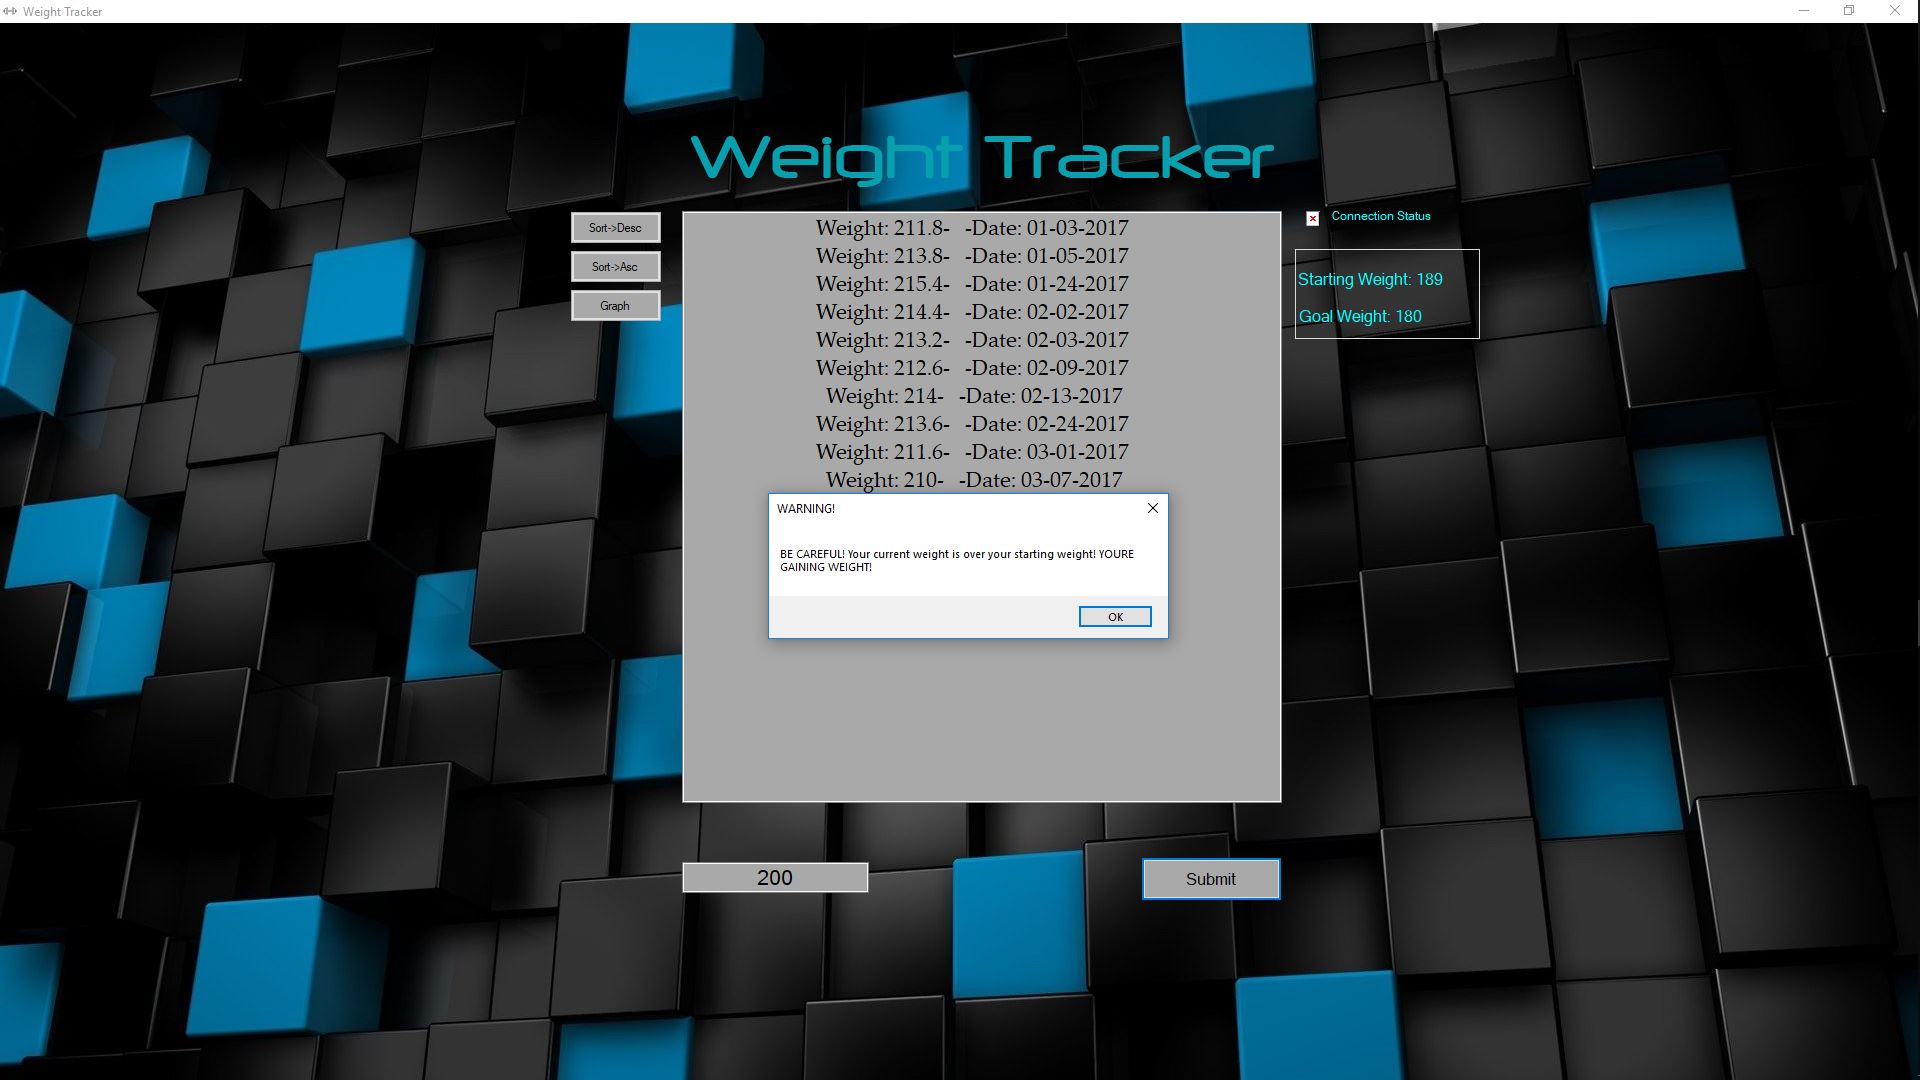 Weight Tracker
Weight Tracker
Sort->Desc
Sort->Asc
Graph
Weight: 211.8-   -Date: 01-03-2017
Weight: 213.8-   -Date: 01-05-2017
Weight: 215.4-   -Date: 01-24-2017
Weight: 214.4-   -Date: 02-02-2017
Weight: 213.2-   -Date: 02-03-2017
Weight: 212.6-   -Date: 02-09-2017
Weight: 214-   -Date: 02-13-2017
Weight: 213.6-   -Date: 02-24-2017
Weight: 211.6-   -Date: 03-01-2017
Weight: 210-   -Date: 03-07-2017
Connection Status
Starting Weight: 189
Goal Weight: 180
WARNING!
BE CAREFUL! Your current weight is over your starting weight! YOURE
GAINING WEIGHT!
OK
200
Submit